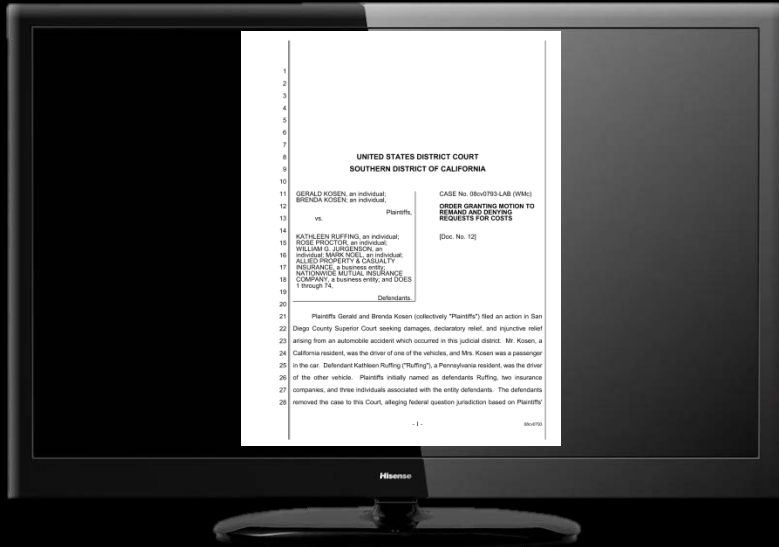 1
2
3
4
5
6
7
8 UNITED STATES DISTRICT COURT
9 SOUTHERN DISTRICT OF CALIFORNIA
10
11 GERALD KOSEN, an individual; CASE No. 08cv0793-LAB (WMc)
BRENDA KOSEN; an individual,
12 ORDER GRANTING MOTION TO
Plaintiffs, REMAND AND DENYING
13 vs. REQUESTS FOR COSTS
14
KATHLEEN RUFFING, an individual; [Doc. No. 12]
15 ROSE PROCTOR, an individual;
WILLIAM G. JURGENSON, an
16 individual; MARK NOEL, an individual;
ALLIED PROPERTY & CASUALTY
17 INSURANCE, a business entity;
NATIONWIDE MUTUAL INSURANCE
18 COMPANY, a business entity; and DOES
1 through 74,
19
Defendants.
20
21 Plaintiffs Gerald and Brenda Kosen (collectively "Plaintiffs") filed an action in San
22 Diego County Superior Court seeking damages, declaratory relief, and injunctive relief
23 arising from an automobile accident which occurred in this judicial district. Mr. Kosen, a
24 California resident, was the driver of one of the vehicles, and Mrs. Kosen was a passenger
25 in the car. Defendant Kathleen Ruffing ("Ruffing"), a Pennsylvania resident, was the driver
26 of the other vehicle. Plaintiffs initially named as defendants Ruffing, two insurance
27 companies, and three individuals associated with the entity defendants. The defendants
28 removed the case to this Court, alleging federal question jurisdiction based on Plaintiffs'
- 1 - 08cv0793
Hisense